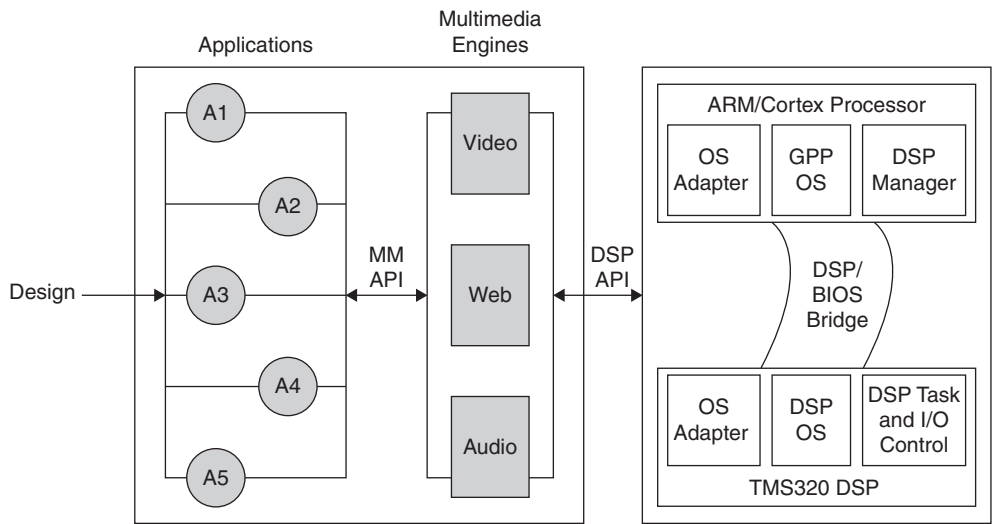 Applications
Multimedia
Engines
Design
A1
A2
A3
A4
A5
MM
API
Video
Web
Audio
DSP
API
ARM/Cortex Processor
OS
Adapter
GPP
OS
DSP
Manager
DSP/
BIOS
Bridge
OS
Adapter
DSP
OS
DSP Task
and I/O
Control
TMS320 DSP